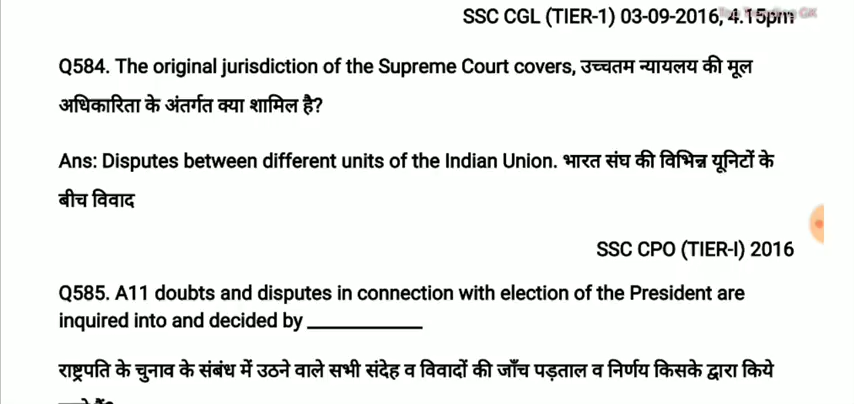 SSC CGL (TIER-1) 03-09-2016, 4.15pm
Q584. The original jurisdiction of the Supreme Court covers, उच्चतम न्यायलय की मूल
अधिकारिता के अंतर्गत क्या शामिल है?
Ans: Disputes between different units of the Indian Union. भारत संघ की विभिन्न यूनिटों के
बीच विवाद
SSC CPO (TIER-I) 2016
Q585. A11 doubts and disputes in connection with election of the President are
inquired into and decided by ____________
राष्ट्रपति के चुनाव के संबंध में उठने वाले सभी संदेह व विवादों की जाँच पड़ताल व निर्णय किसके द्वारा किये